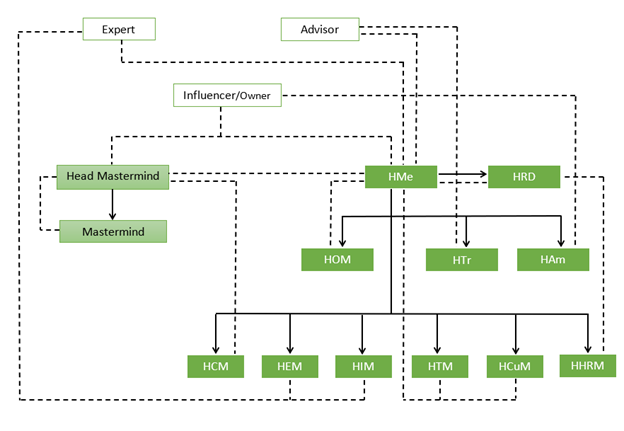 Expert
Advisor
Influencer/Owner
Head Mastermind
HMe
HRD
Mastermind
HOM
HTr
HAm
HCM
HEM
HIM
HTM
HCuM
HHRM